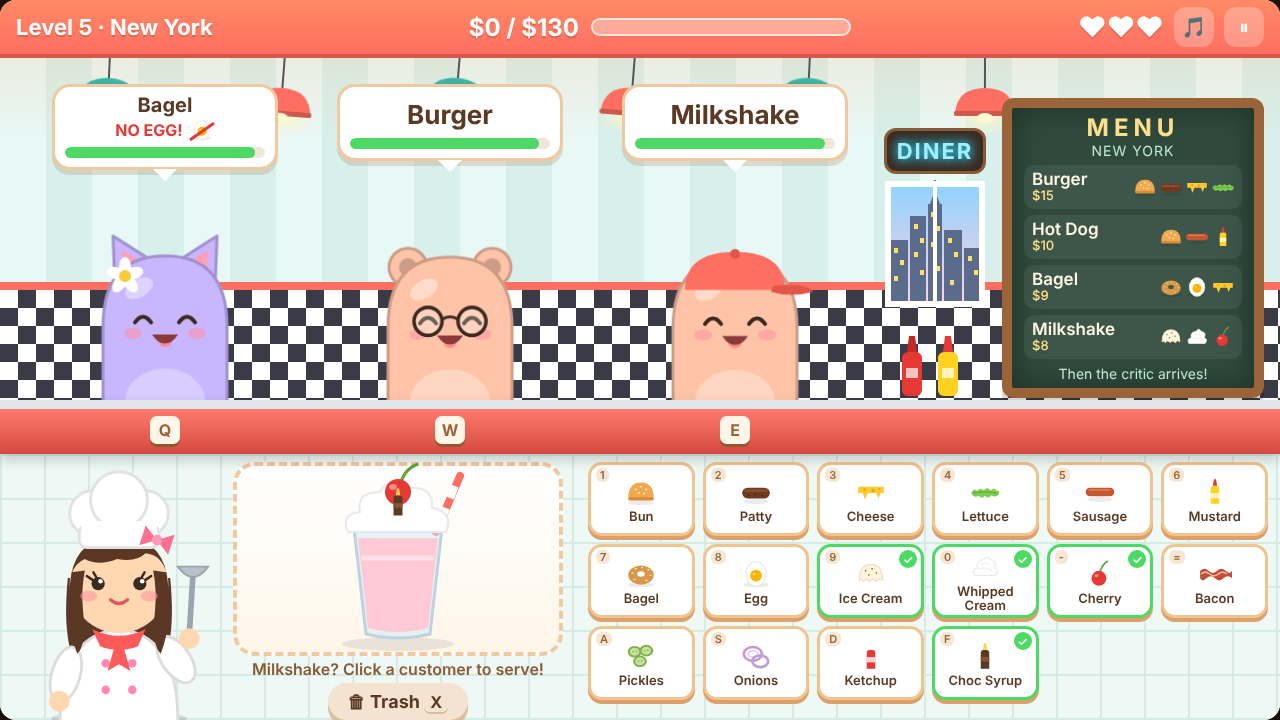 Level 5 · New York
$0 / $130
Bagel
NO EGG!
Burger
Milkshake
DINER
MENU
NEW YORK
Burger
$15
Hot Dog
$10
Bagel
$9
Milkshake
$8
Then the critic arrives!
Q
W
E
1
Bun
2
Patty
3
Cheese
4
Lettuce
5
Sausage
6
Mustard
7
Bagel
8
Egg
9
Ice Cream
0
Whipped
Cream
-
Cherry
=
Bacon
A
Pickles
S
Onions
D
Ketchup
F
Choc Syrup
Milkshake? Click a customer to serve!
Trash X